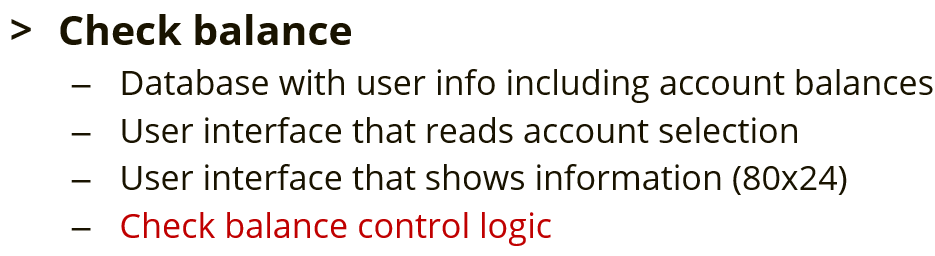 > Check balance
– Database with user info including account balances
– User interface that reads account selection
– User interface that shows information (80x24)
– Check balance control logic